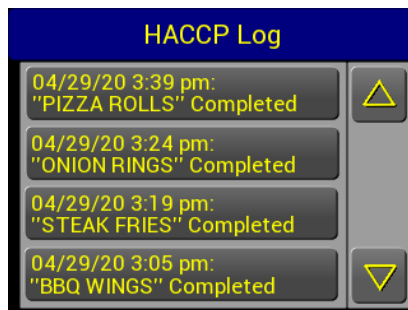 HACCP Log
04/29/20 3:39 pm:
''PIZZA ROLLS'' Completed
04/29/20 3:24 pm:
''ONION RINGS'' Completed
04/29/20 3:19 pm:
''STEAK FRIES'' Completed
04/29/20 3:05 pm:
''BBQ WINGS'' Completed